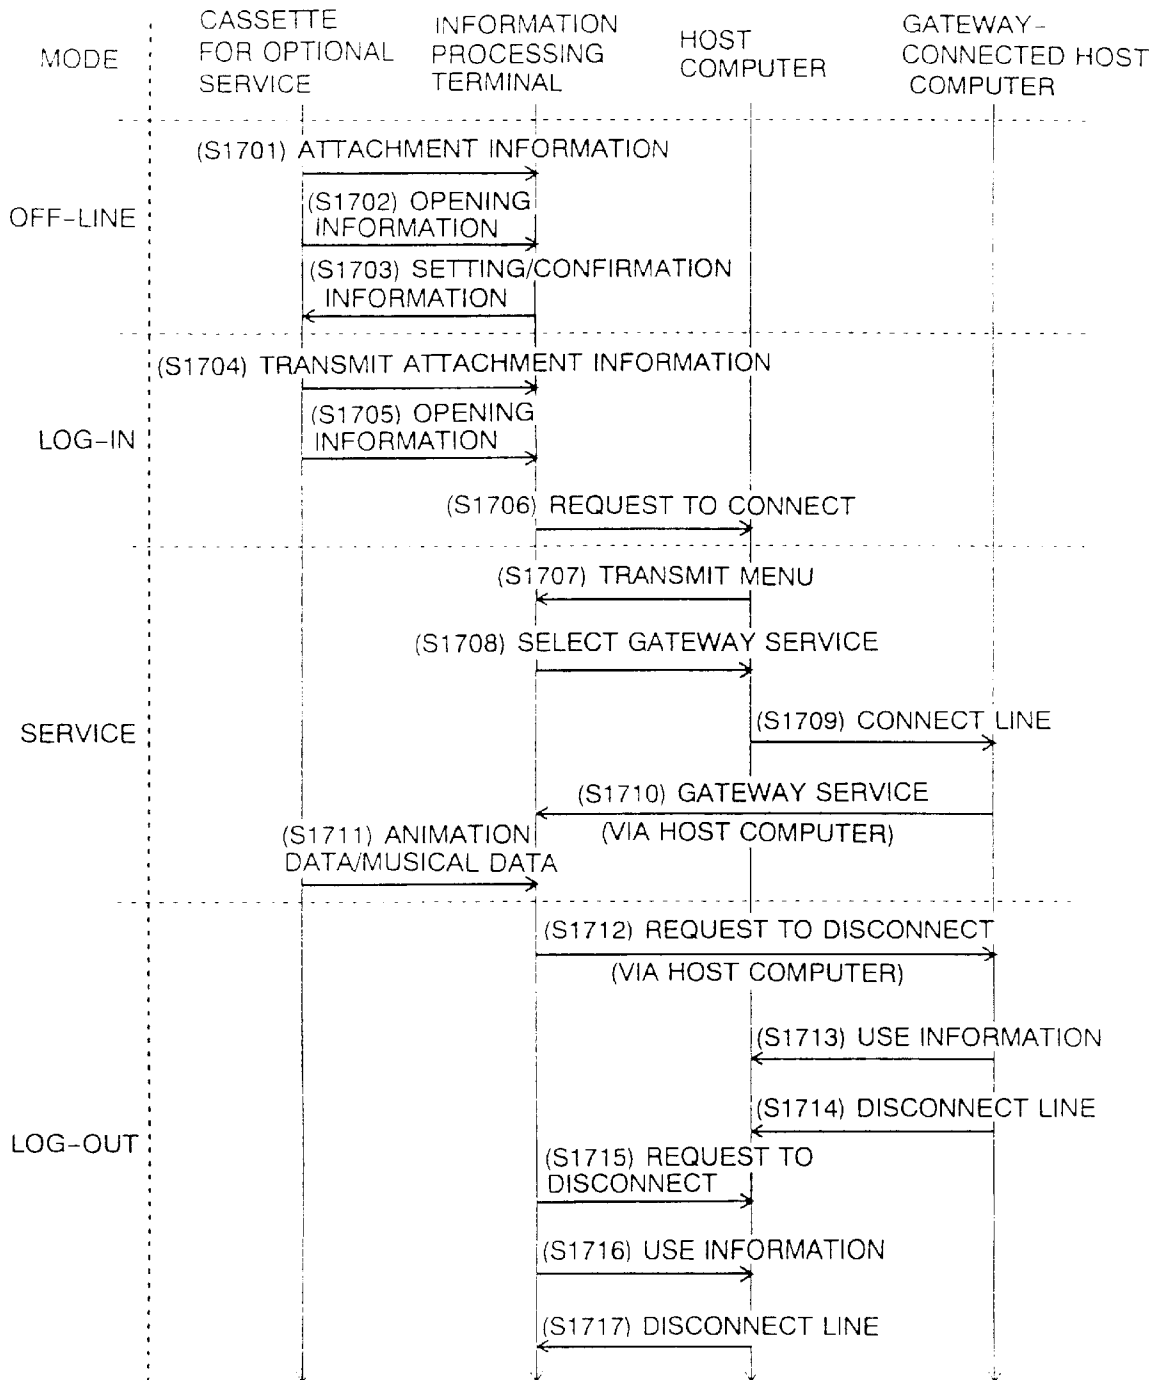 MODE
CASSETTE
FOR OPTIONAL
SERVICE
INFORMATION
PROCESSING
TERMINAL
HOST
COMPUTER
GATEWAY-
CONNECTED HOST
COMPUTER
OFF-LINE
(S1701) ATTACHMENT INFORMATION
(S1702) OPENING
INFORMATION
(S1703) SETTING/CONFIRMATION
INFORMATION
LOG-IN
(S1704) TRANSMIT ATTACHMENT INFORMATION
(S1705) OPENING
INFORMATION
(S1706) REQUEST TO CONNECT
SERVICE
(S1707) TRANSMIT MENU
(S1708) SELECT GATEWAY SERVICE
(S1709) CONNECT LINE
(S1710) GATEWAY SERVICE
(VIA HOST COMPUTER)
(S1711) ANIMATION
DATA/MUSICAL DATA
LOG-OUT
(S1712) REQUEST TO DISCONNECT
(VIA HOST COMPUTER)
(S1713) USE INFORMATION
(S1714) DISCONNECT LINE
(S1715) REQUEST TO
DISCONNECT
(S1716) USE INFORMATION
(S1717) DISCONNECT LINE